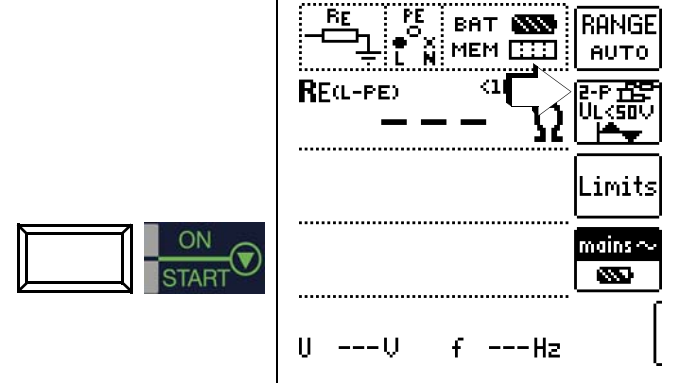 RE
PE
BAT
MEM
L N
RANGE
AUTO
RE(L-PE)
--- Ω
2-P
UL<50V
Limits
mains~
ON
START
U ---V f ---Hz